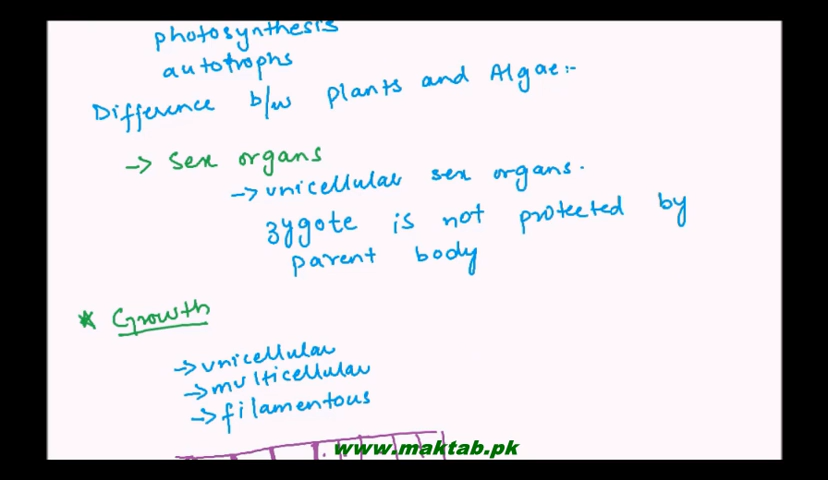 photosynthesis
autotrophs
Difference b/w plants and Algae:-
-> Sex organs
-> unicellular sex organs.
zygote is not protected by
parent body
* Growth
-> unicellular
-> multicellular
-> filamentous
www.maktab.pk